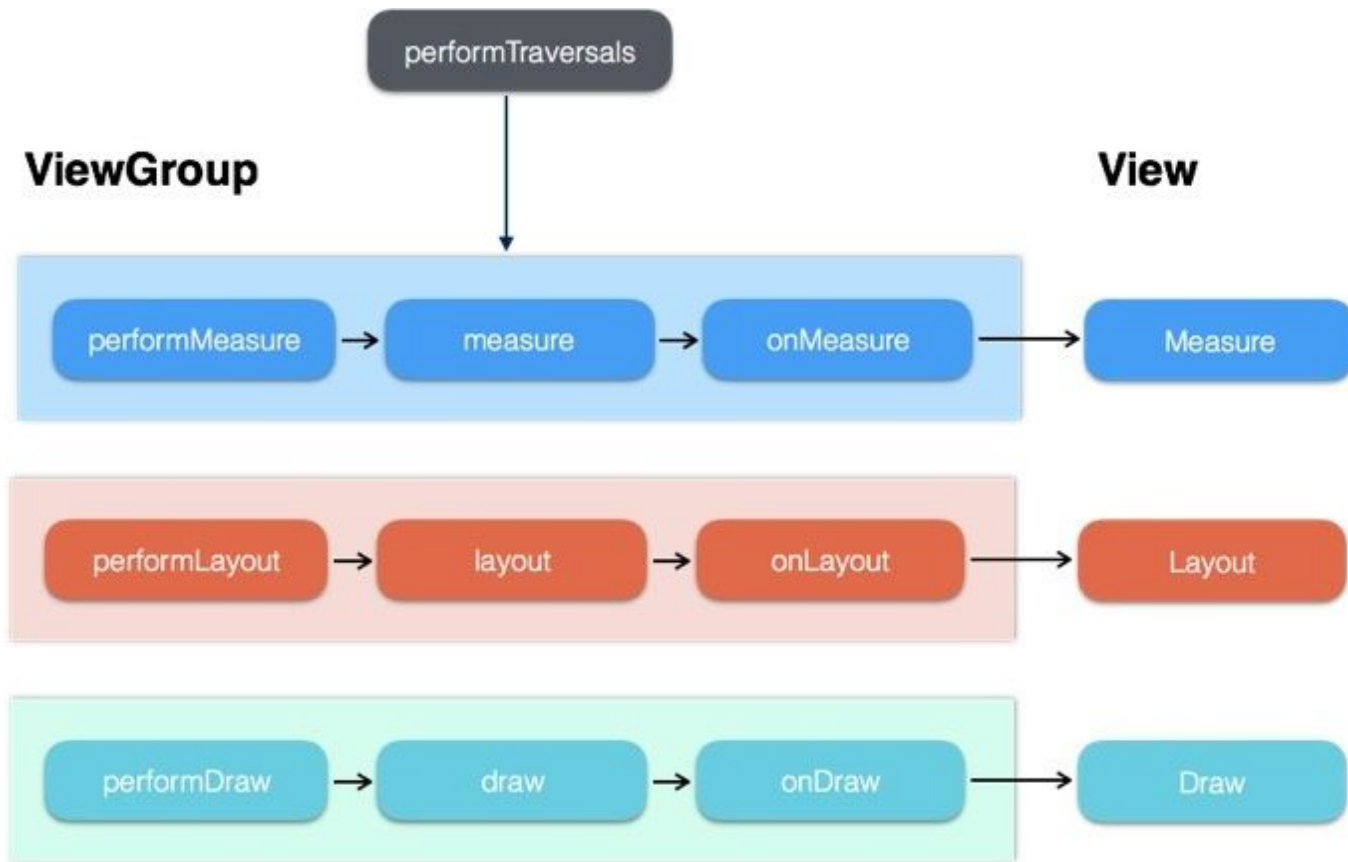 performTraversals
ViewGroup
View
performMeasure
measure
onMeasure
Measure
performLayout
layout
onLayout
Layout
performDraw
draw
onDraw
Draw